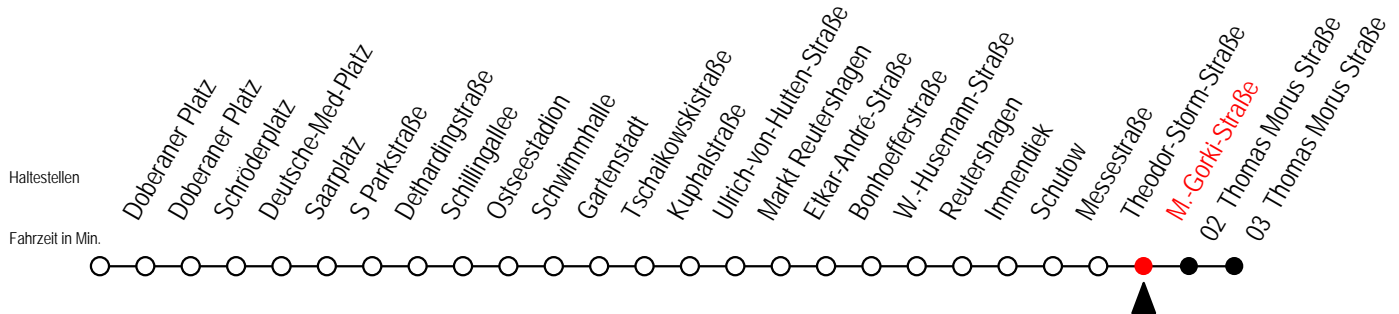 Haltestellen
Fahrzeit in Min.
Doberaner Platz
Doberaner Platz
Schröderplatz
Deutsche-Med-Platz
Saarplatz
S Parkstraße
Dethardingstraße
Schillingallee
Ostseestadion
Schwimmhalle
Gartenstadt
Tschaikowskistraße
Kuphalstraße
Ulrich-von-Hutten-Straße
Markt Reutershagen
Etkar-André-Straße
Bonhoefferstraße
W.-Husemann-Straße
Reutershagen
Immendiek
Schutow
Messestraße
Theodor-Storm-Straße
M.-Gorki-Straße
02 Thomas Morus Straße
03 Thomas Morus Straße